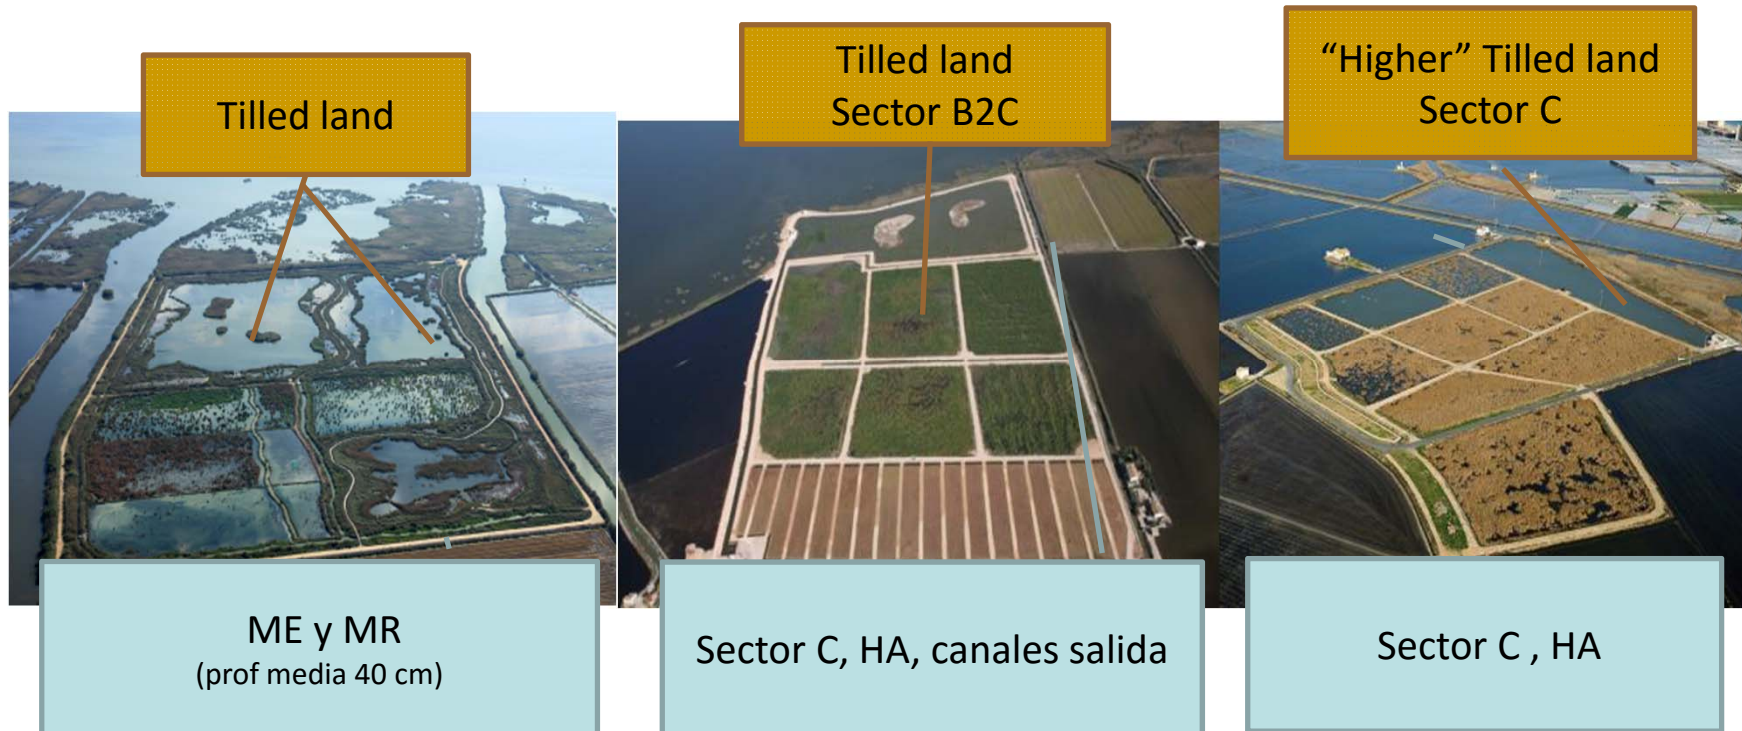 Tilled land
Tilled land
Sector B2C
“Higher” Tilled land
Sector C
ME y MR
(prof media 40 cm)
Sector C, HA, canales salida
Sector C , HA